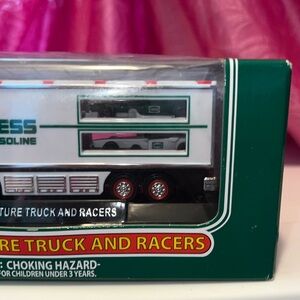 ESS
SOLINE
TURE TRUCK AND RACERS
RE TRUCK AND RACERS
: CHOKING HAZARD-
FOR CHILDREN UNDER 3 YEARS.